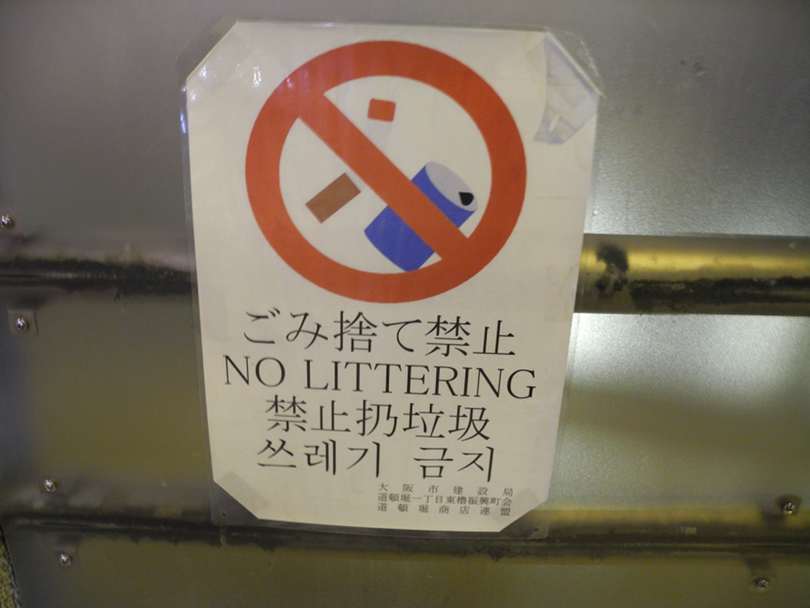 ごみ捨て禁止
NO LITTERING
禁止扔垃圾
쓰레기 금지
大阪市建設局
道頓堀一丁目東櫓振興町会
道頓堀商店連盟